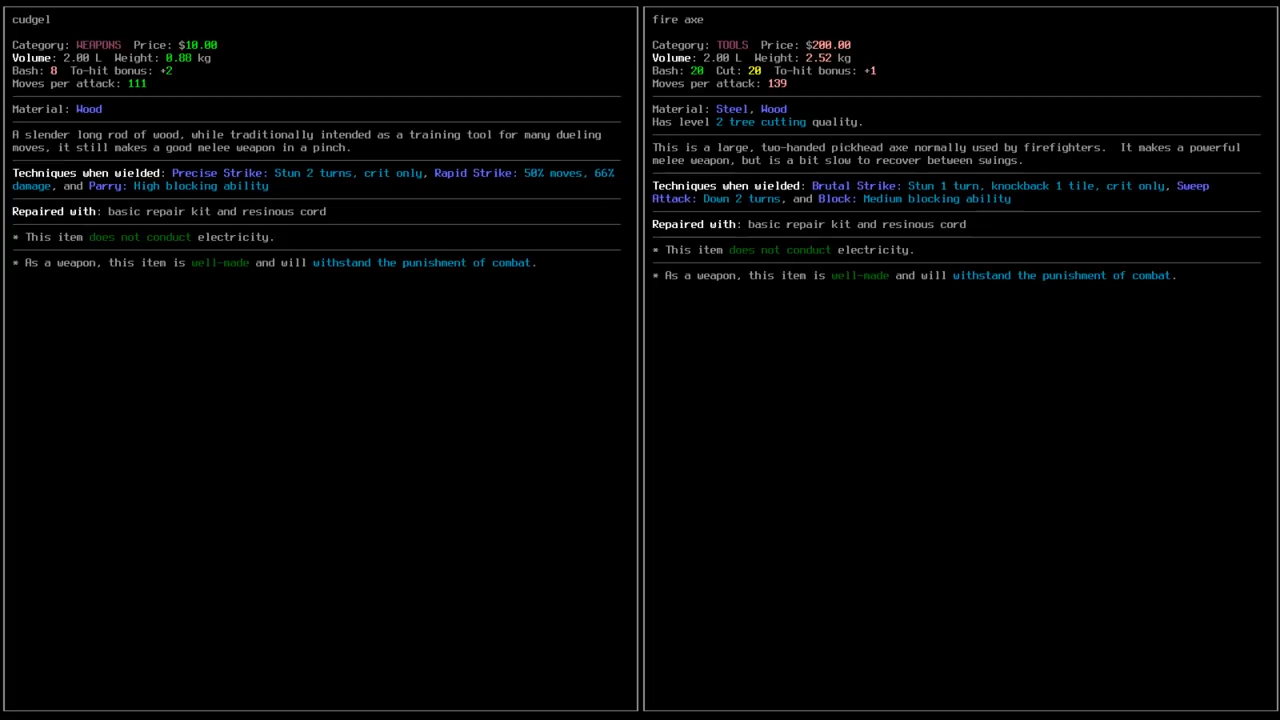 cudgel
Category: WEAPONS  Price: $10.00
Volume: 2.00 L  Weight: 0.88 kg
Bash: 8  To-hit bonus: +2
Moves per attack: 111
Material: Wood
A slender long rod of wood, while traditionally intended as a training tool for many dueling
moves, it still makes a good melee weapon in a pinch.
Techniques when wielded: Precise Strike: Stun 2 turns, crit only, Rapid Strike: 50% moves, 66%
damage, and Parry: High blocking ability
Repaired with: basic repair kit and resinous cord
* This item does not conduct electricity.
* As a weapon, this item is well-made and will withstand the punishment of combat.
fire axe
Category: TOOLS  Price: $200.00
Volume: 2.00 L  Weight: 2.52 kg
Bash: 20  Cut: 20  To-hit bonus: +1
Moves per attack: 139
Material: Steel, Wood
Has level 2 tree cutting quality.
This is a large, two-handed pickhead axe normally used by firefighters.  It makes a powerful
melee weapon, but is a bit slow to recover between swings.
Techniques when wielded: Brutal Strike: Stun 1 turn, knockback 1 tile, crit only, Sweep
Attack: Down 2 turns, and Block: Medium blocking ability
Repaired with: basic repair kit and resinous cord
* This item does not conduct electricity.
* As a weapon, this item is well-made and will withstand the punishment of combat.